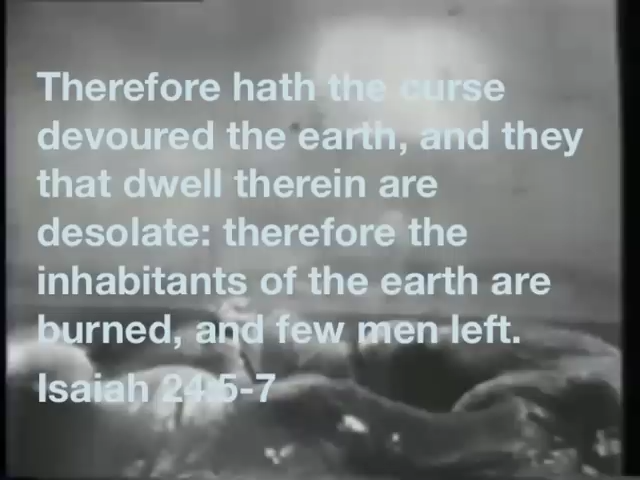 Therefore hath the curse
devoured the earth, and they
that dwell therein are
desolate: therefore the
inhabitants of the earth are
burned, and few men left.
Isaiah 24:5-7